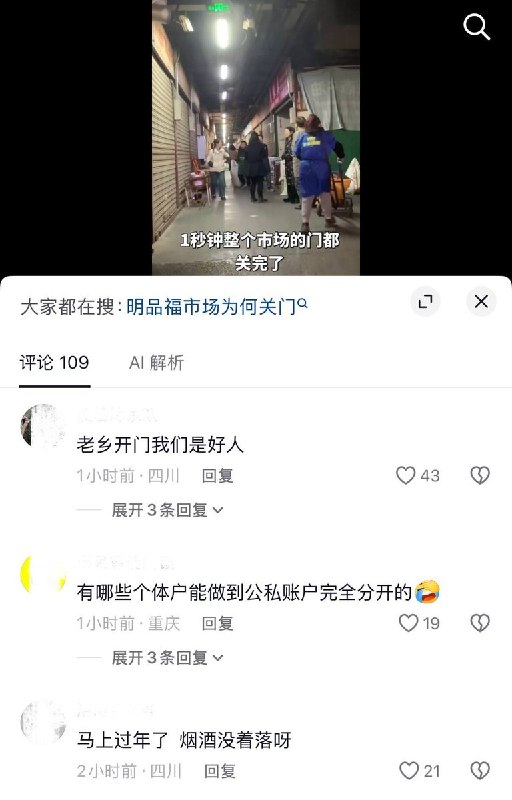 1秒钟整个市场的门都
关完了
大家都在搜:明品福市场为何关门
评论 109
AI 解析
老乡开门我们是好人
1小时前·四川 回复
43
展开3条回复
有哪些个体户能做到公私账户完全分开的🤣
1小时前·重庆 回复
19
展开3条回复
马上过年了 烟酒没着落呀
2小时前·四川 回复
21